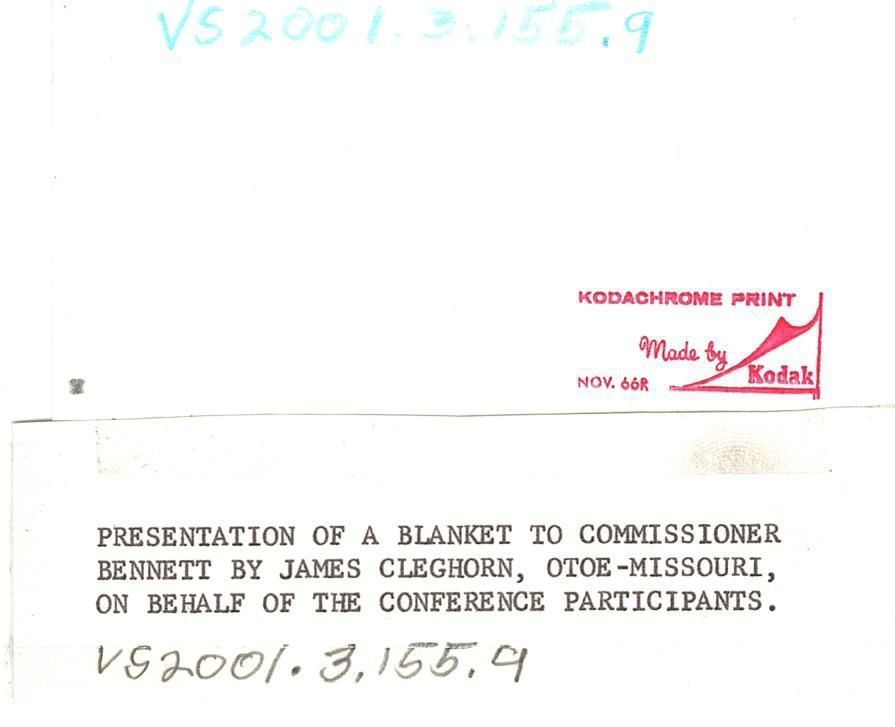 VS2001.3.155.9
KODACHROME PRINT
Made by
Kodak
NOV. 66R
PRESENTATION OF A BLANKET TO COMMISSIONER
BENNETT BY JAMES CLEGHORN, OTOE-MISSOURI,
ON BEHALF OF THE CONFERENCE PARTICIPANTS.
VS2001.3.155.9